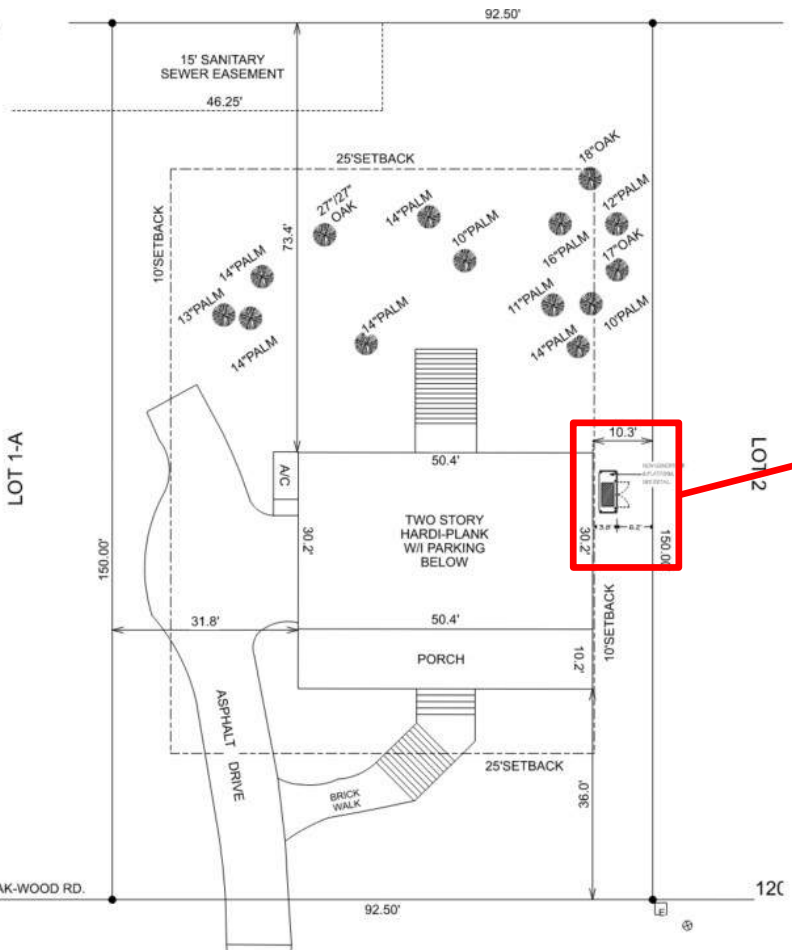 92.50'
15' SANITARY
SEWER EASEMENT
46.25'
25'SETBACK
18"OAK
10'SETBACK
73.4'
27"/27"
OAK
14"PALM
12"PALM
10"PALM
16"PALM
17"OAK
14"PALM
13"PALM
14"PALM
14"PALM
11"PALM
10"PALM
14"PALM
LOT 1-A
LOT 2
10.3'
A/C
50.4'
TWO STORY
HARDI-PLANK
W/I PARKING
BELOW
30.2'
30.2'
3.8'
6.2'
150.00'
150.00'
31.8'
50.4'
PORCH
10.2'
10'SETBACK
ASPHALT DRIVE
25'SETBACK
BRICK
WALK
36.0'
AK-WOOD RD.
92.50'
E